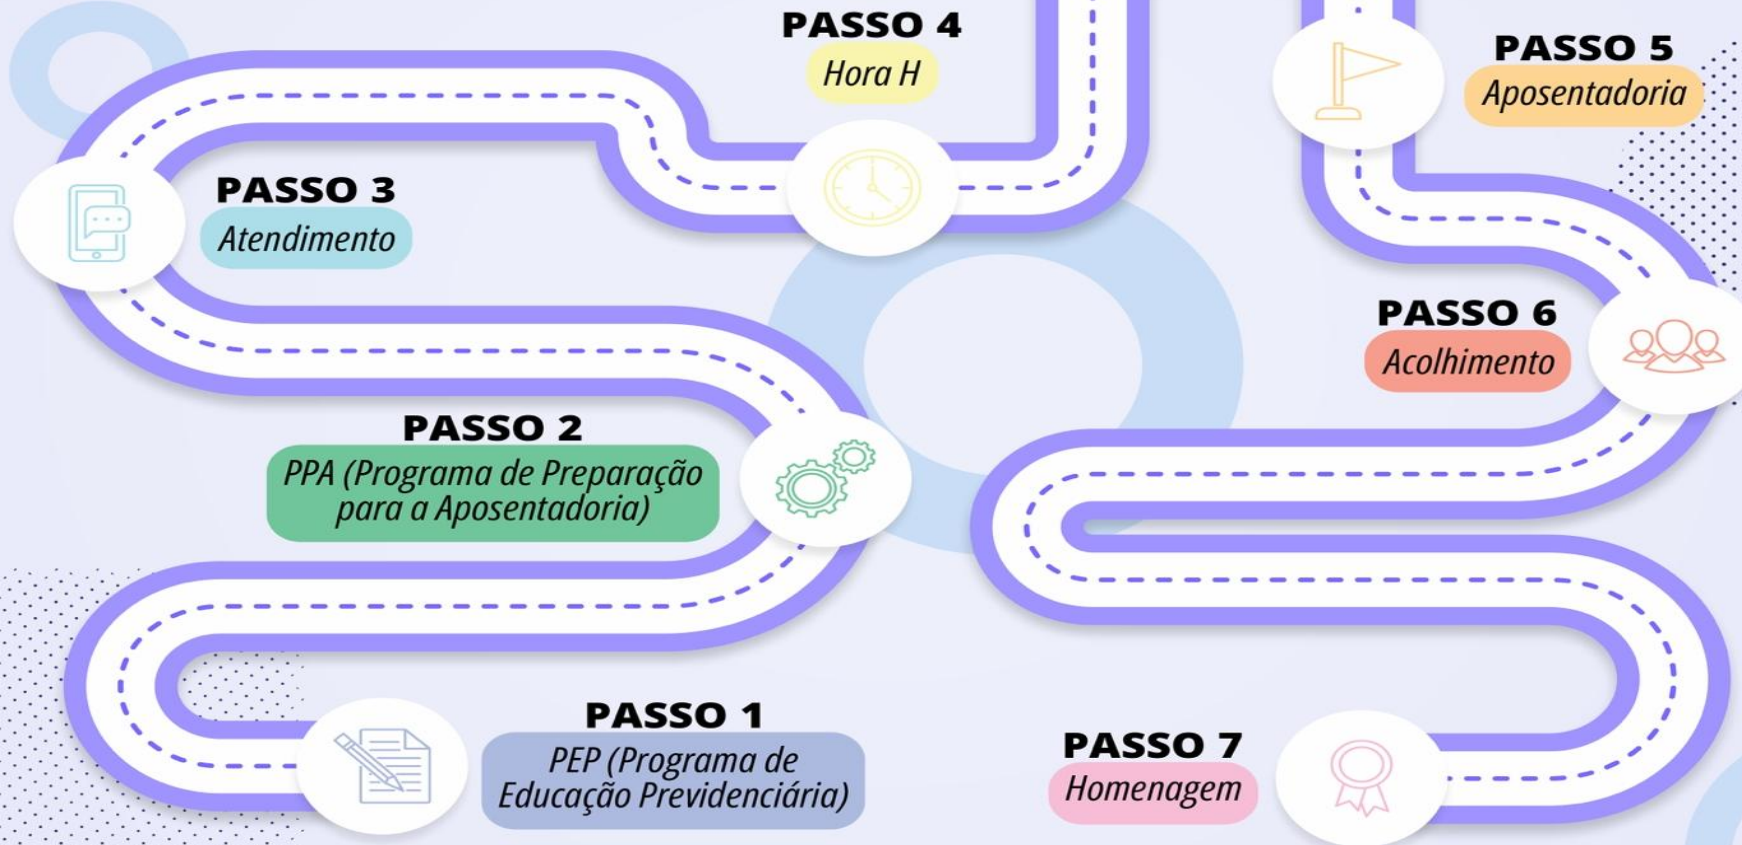 PASSO 4
Hora H
PASSO 5
Aposentadoria
PASSO 3
Atendimento
PASSO 6
Acolhimento
PASSO 2
PPA (Programa de Preparação
para a Aposentadoria)
PASSO 1
PEP (Programa de
Educação Previdenciária)
PASSO 7
Homenagem